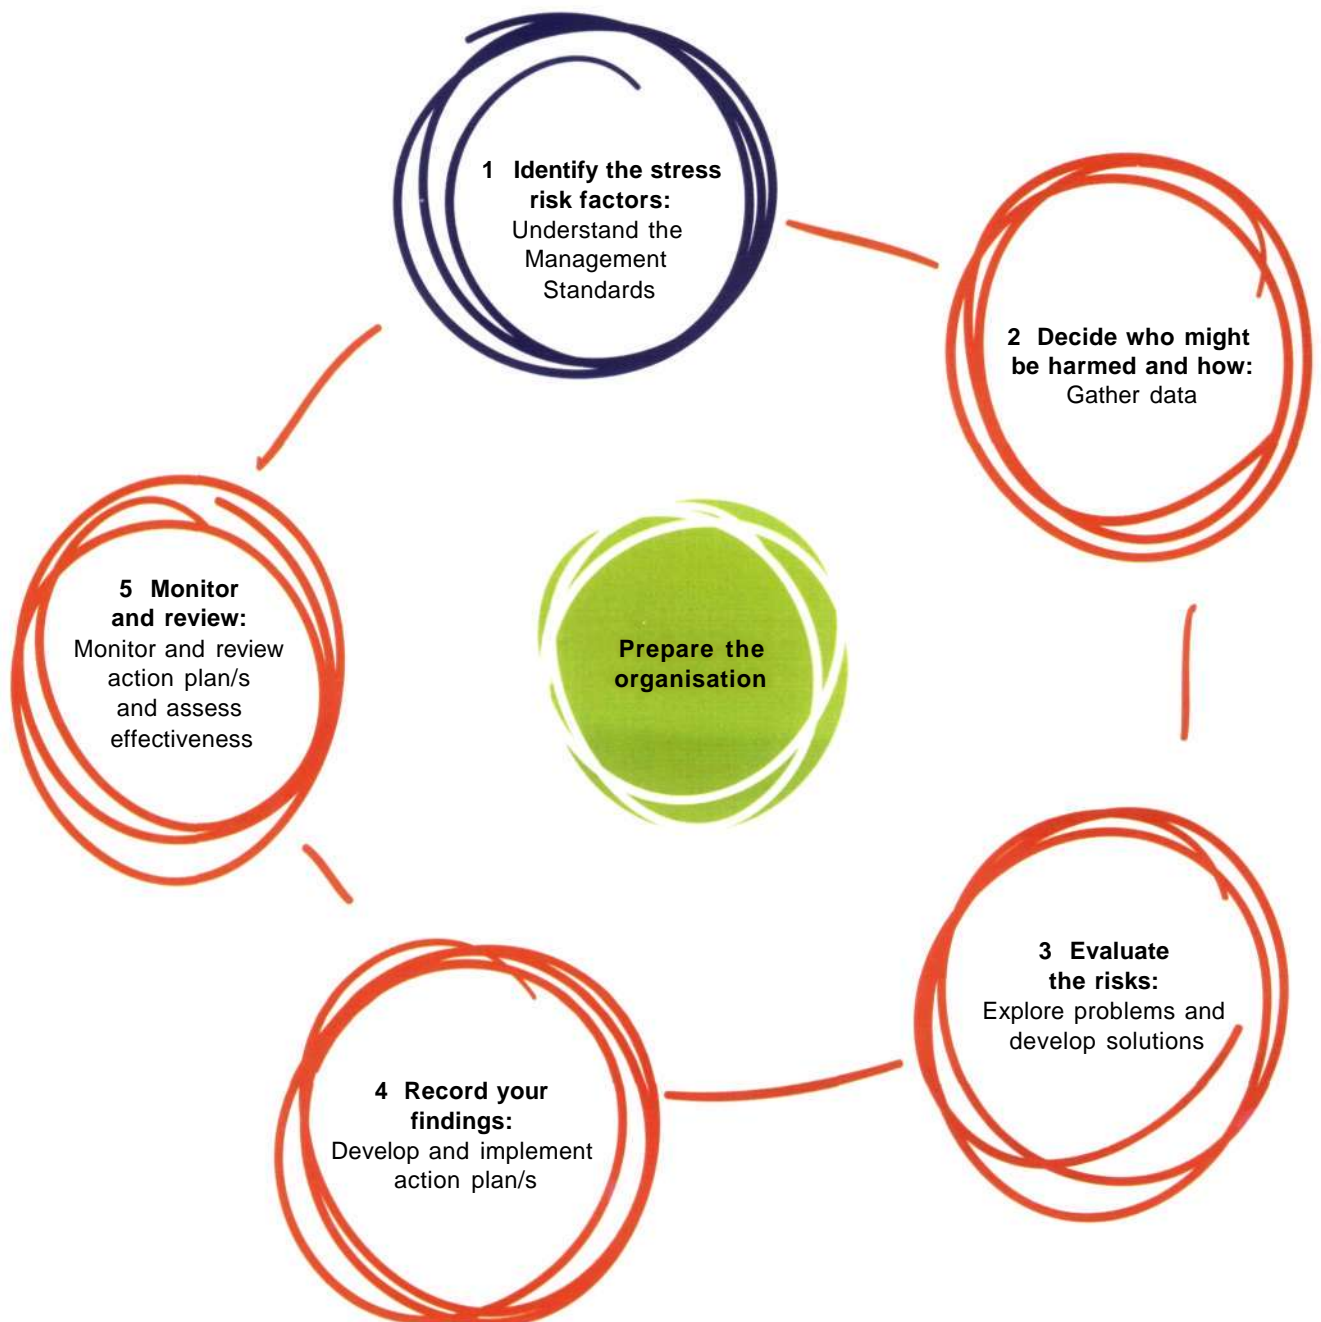 1 Identify the stress
risk factors:
Understand the
Management
Standards
2 Decide who might
be harmed and how:
Gather data
3 Evaluate
the risks:
Explore problems and
develop solutions
4 Record your
findings:
Develop and implement
action plan/s
5 Monitor
and review:
Monitor and review
action plan/s
and assess
effectiveness
Prepare the
organisation